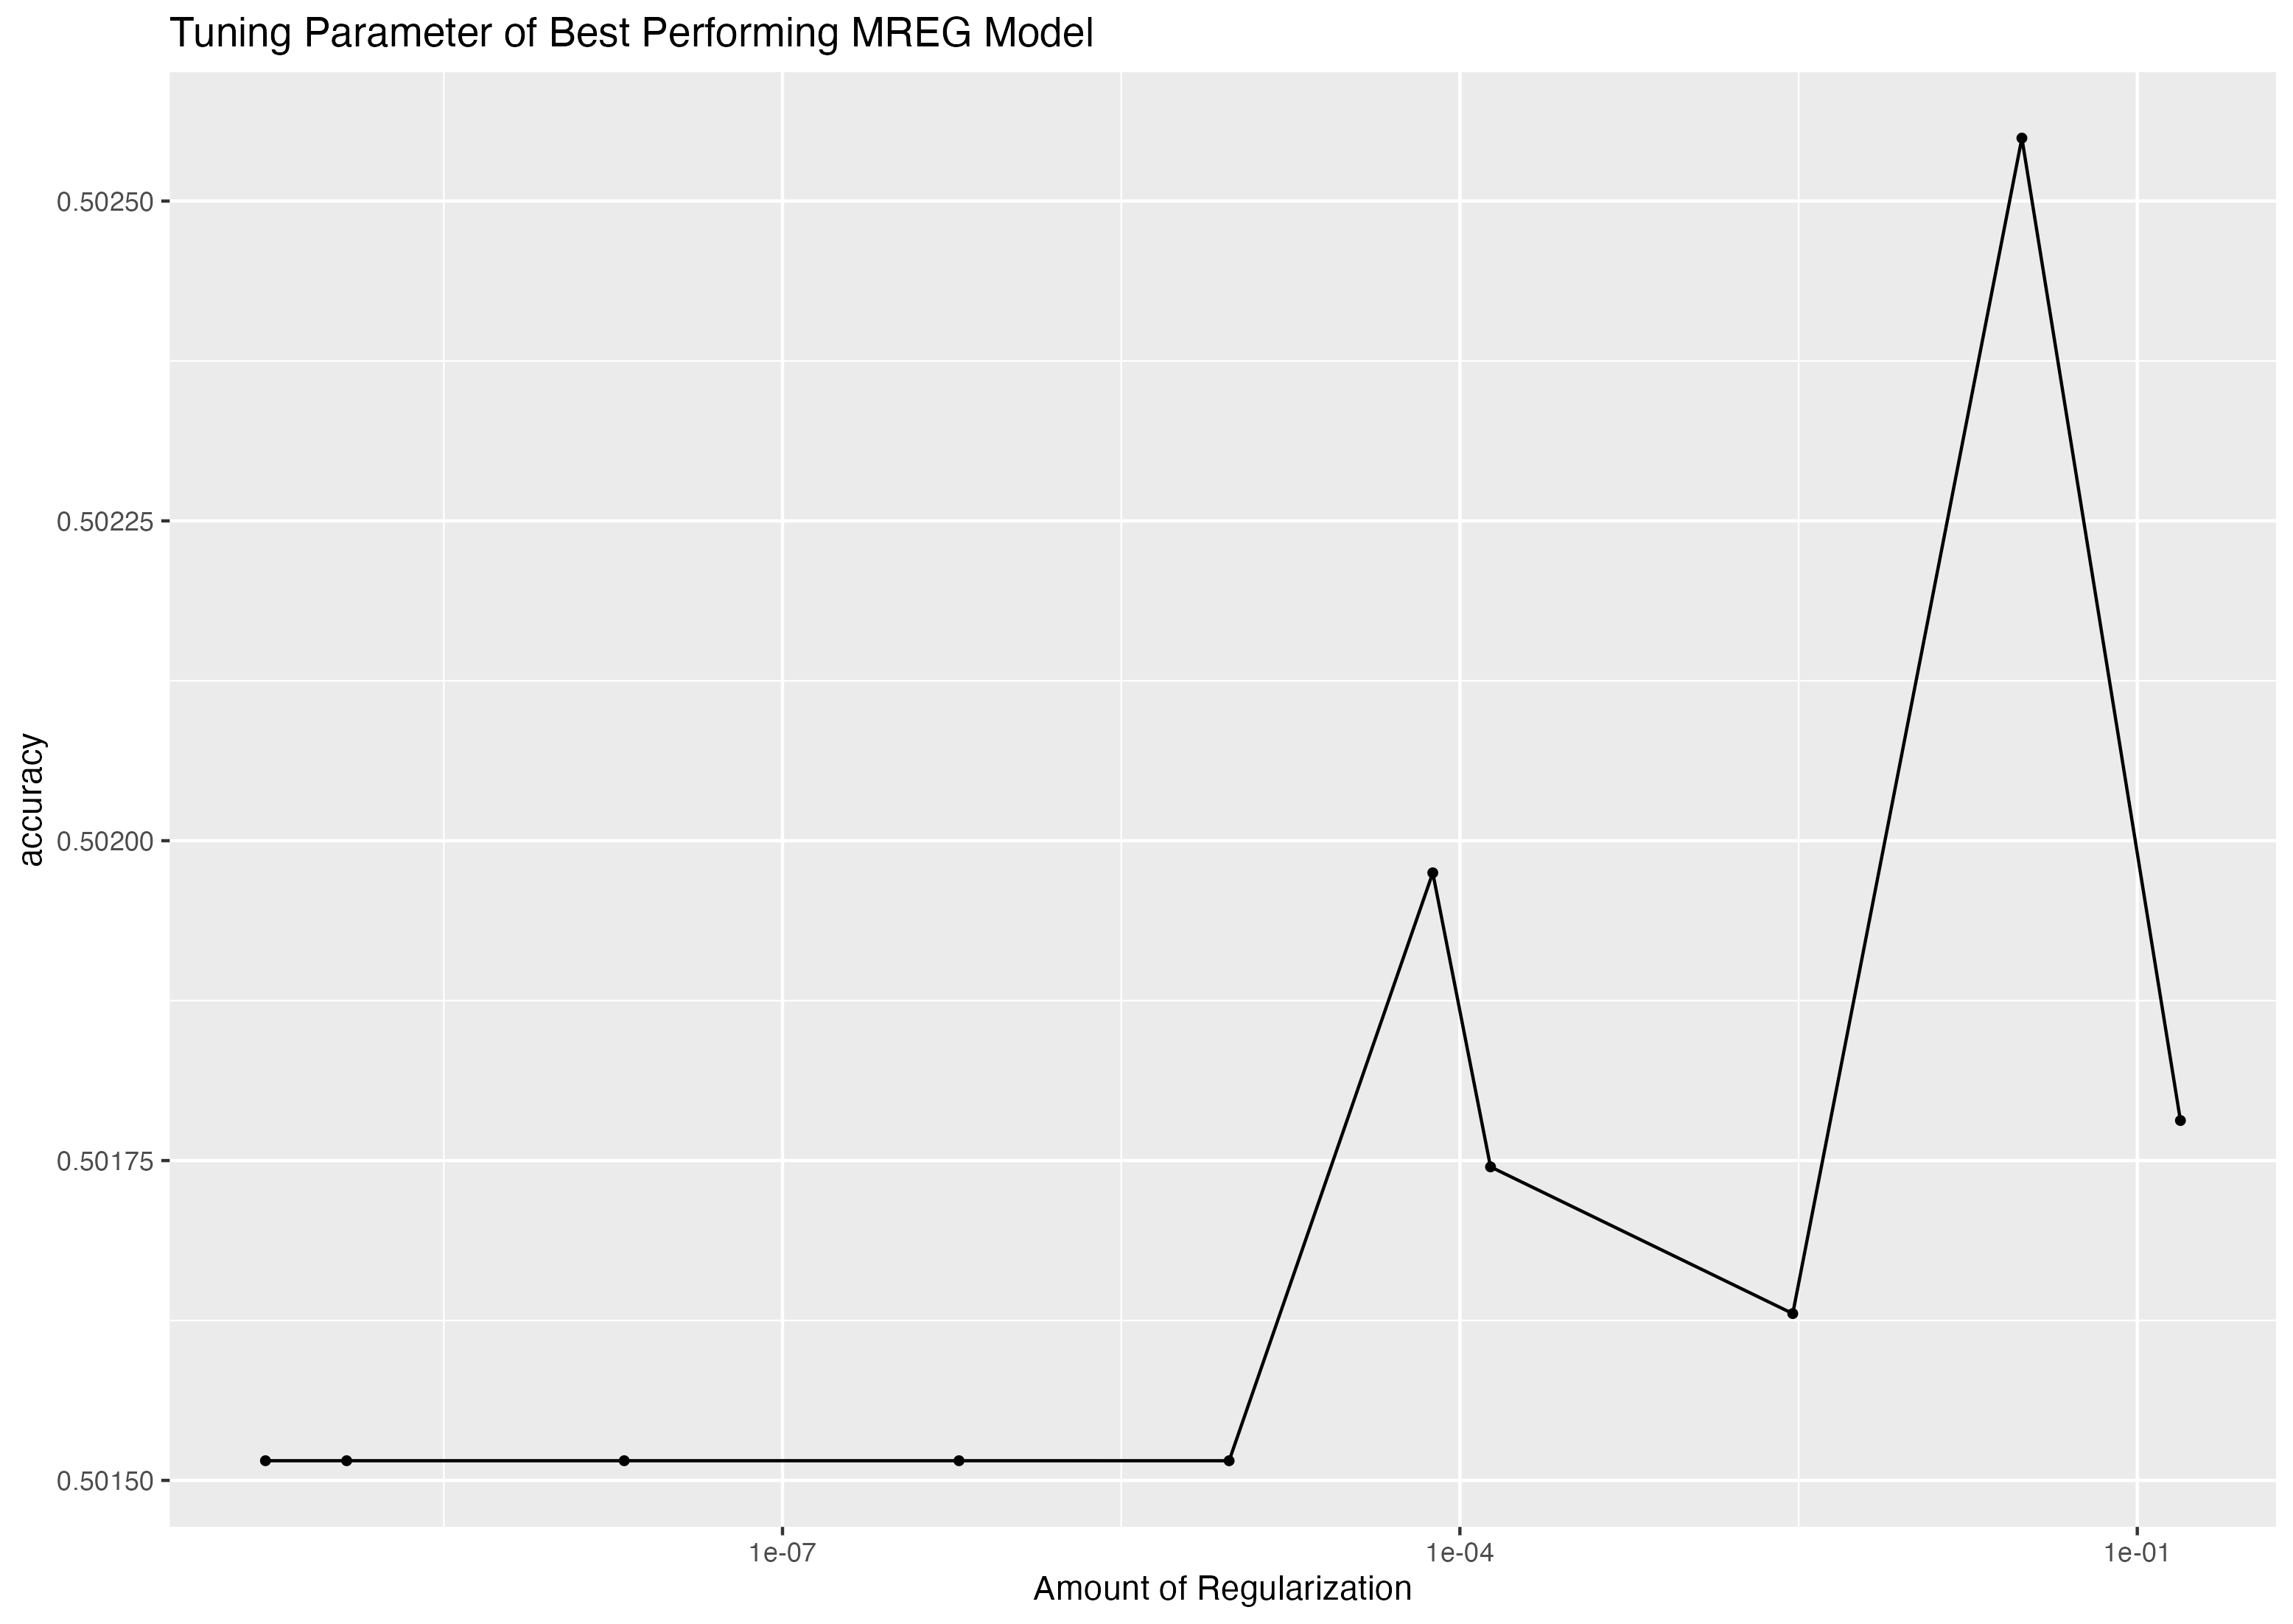 Tuning Parameter of Best Performing MREG Model
accuracy
0.50250
0.50225
0.50200
0.50175
0.50150
1e-07 1e-04 1e-01
Amount of Regularization